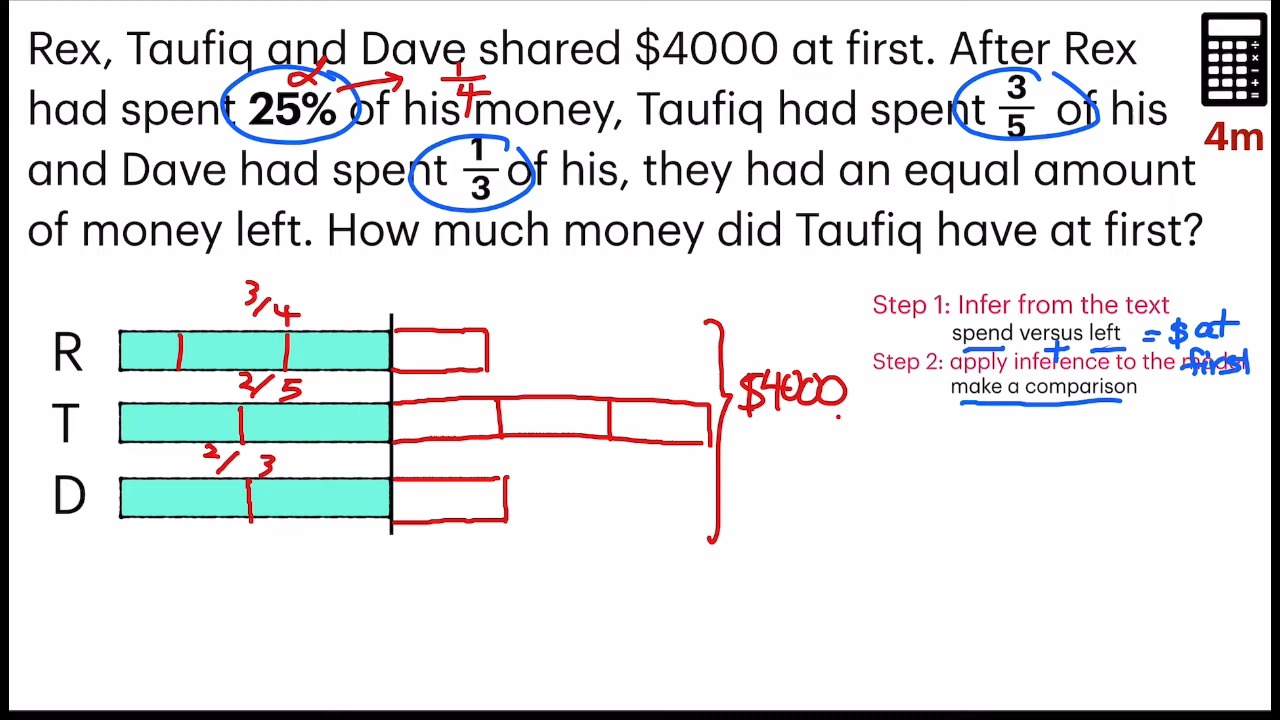 Rex, Taufiq and Dave shared $4000 at first. After Rex
had spent 25% of his money, Taufiq had spent 3/5 of his
and Dave had spent 1/3 of his, they had an equal amount
of money left. How much money did Taufiq have at first?
4m
1/4
3/4
R
2/5
T
2/3
D
$4000
Step 1: Infer from the text
spend versus left = $ at
+ first
Step 2: apply inference to the
make a comparison